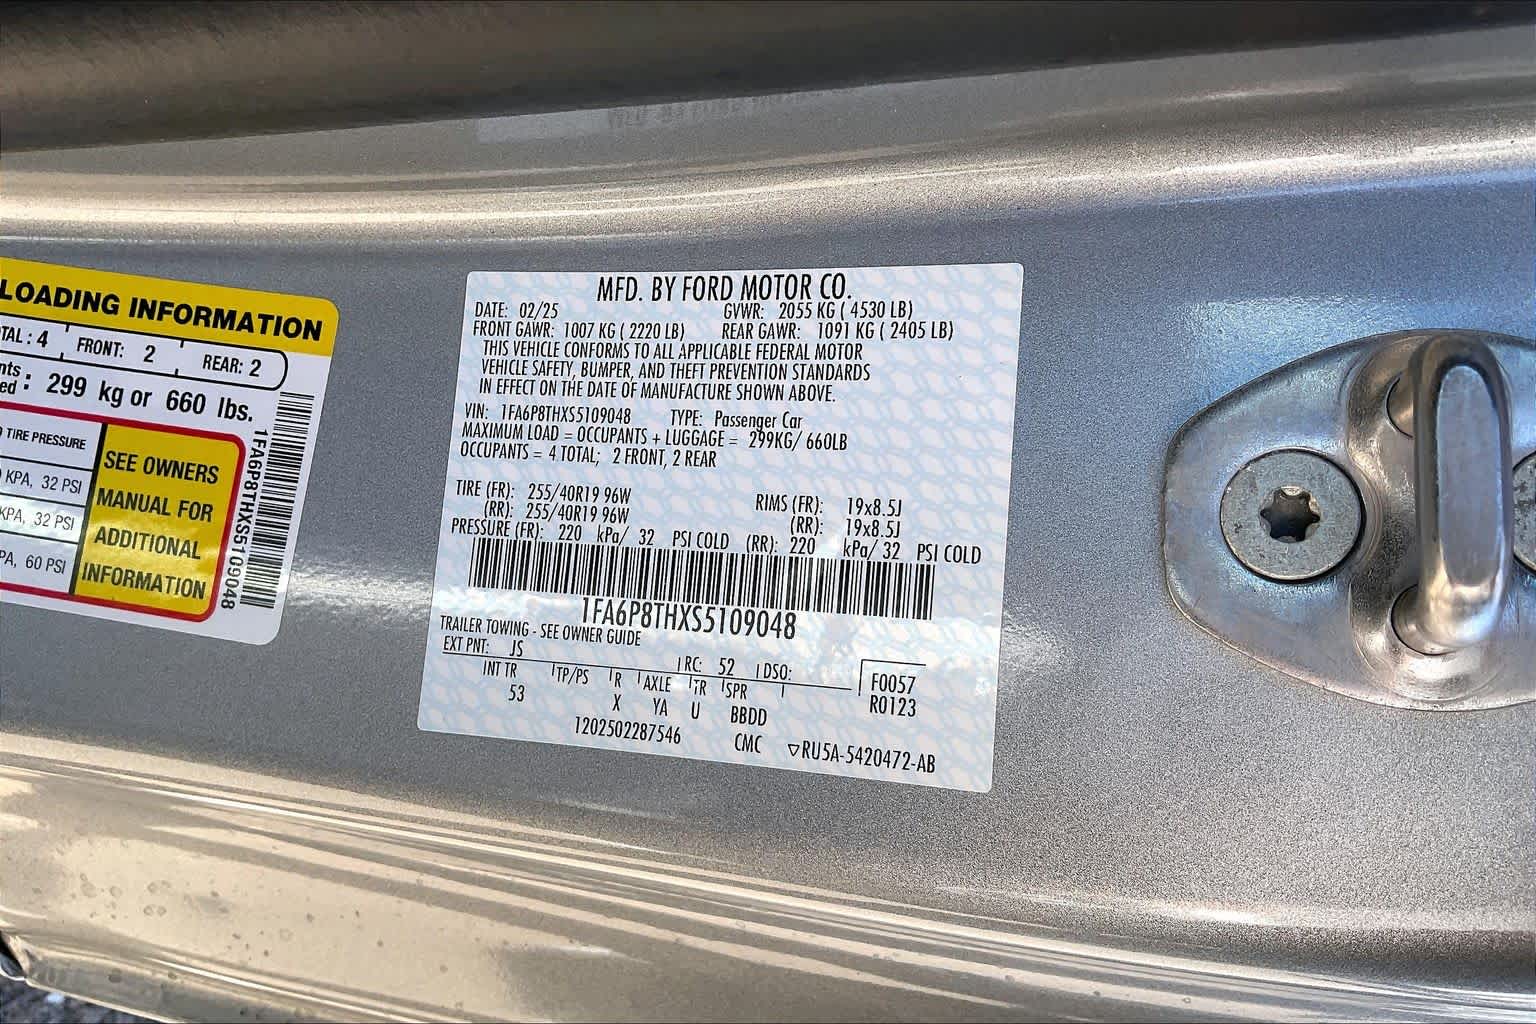 LOADING INFORMATION
TOTAL: 4 FRONT: 2 REAR: 2
: 299 kg or 660 lbs.
TIRE PRESSURE
KPA, 32 PSI
KPA, 32 PSI
60 PSI
SEE OWNERS
MANUAL FOR
ADDITIONAL
INFORMATION
1FA6P8THXS5109048
MFD. BY FORD MOTOR CO.
DATE: 02/25 GVWR: 2055 KG ( 4530 LB)
FRONT GAWR: 1007 KG ( 2220 LB) REAR GAWR: 1091 KG ( 2405 LB)
THIS VEHICLE CONFORMS TO ALL APPLICABLE FEDERAL MOTOR
VEHICLE SAFETY, BUMPER, AND THEFT PREVENTION STANDARDS
IN EFFECT ON THE DATE OF MANUFACTURE SHOWN ABOVE.
VIN: 1FA6P8THXS5109048 TYPE: Passenger Car
MAXIMUM LOAD = OCCUPANTS + LUGGAGE = 299KG/ 660LB
OCCUPANTS = 4 TOTAL; 2 FRONT, 2 REAR
TIRE (FR): 255/40R19 96W RIMS (FR): 19x8.5J
(RR): 255/40R19 96W (RR): 19x8.5J
PRESSURE (FR): 220 kPa/ 32 PSI COLD (RR): 220 kPa/ 32 PSI COLD
1FA6P8THXS5109048
TRAILER TOWING - SEE OWNER GUIDE
EXT PNT: JS RC: 52 DSO: F0057
INT TR TP/PS R AXLE TR SPR R0123
53 X YA U BBDD
1202502287546 CMC RU5A-5420472-AB